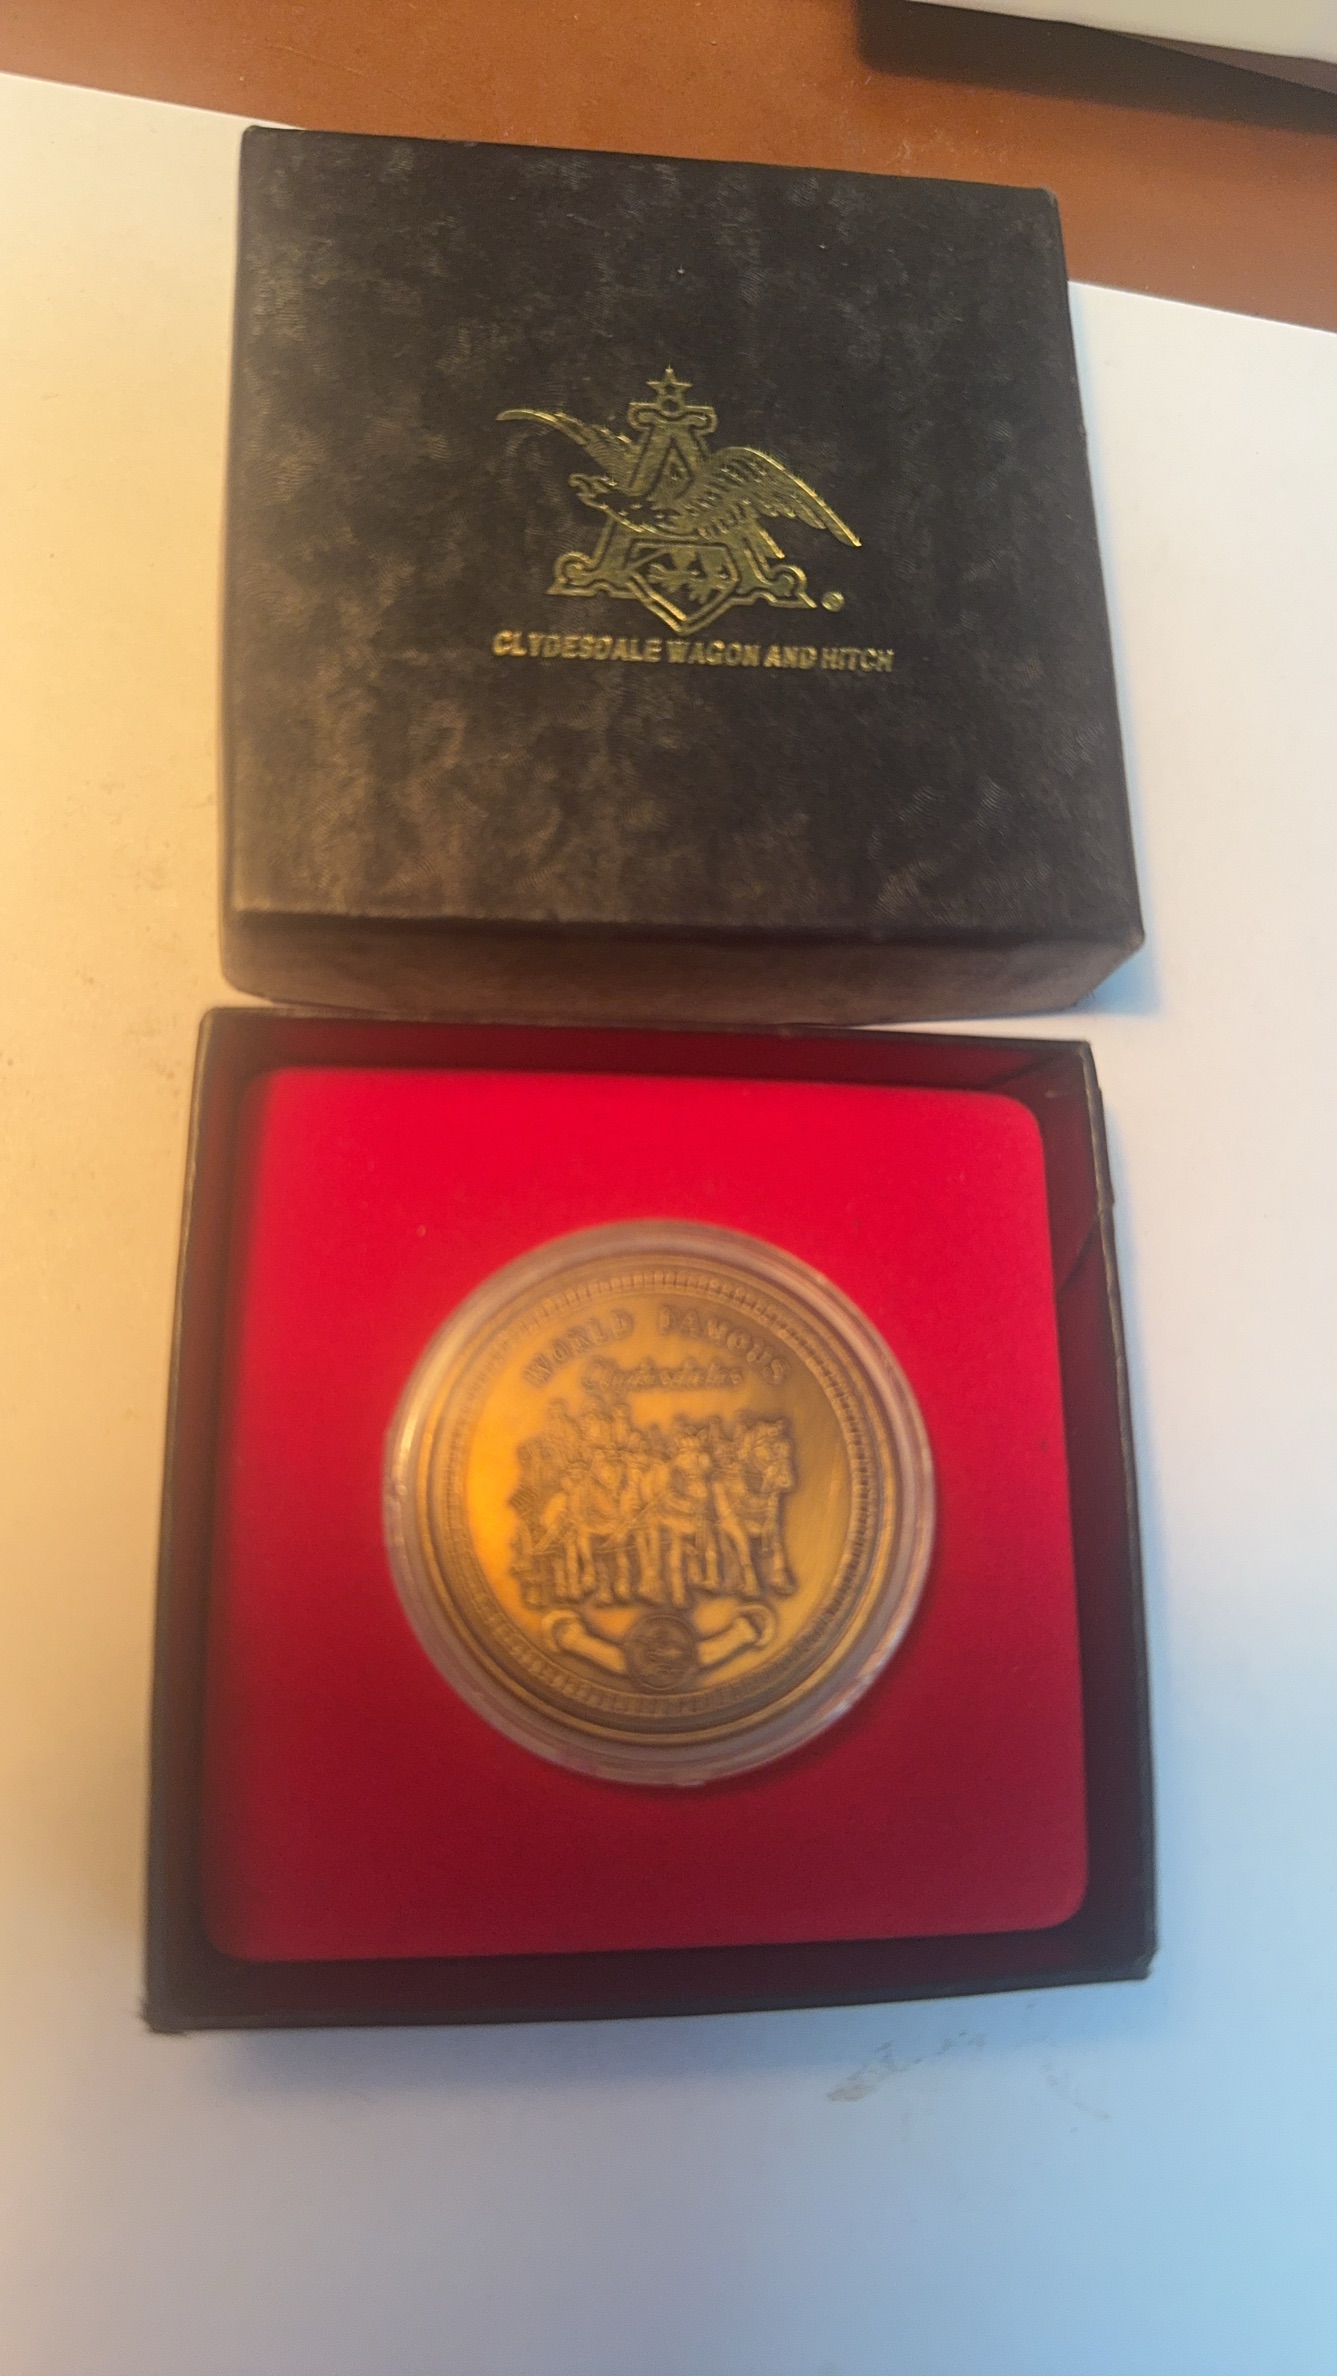 ®
CLYDESDALE WAGON AND HITCH
WORLD FAMOUS
Clydesdales